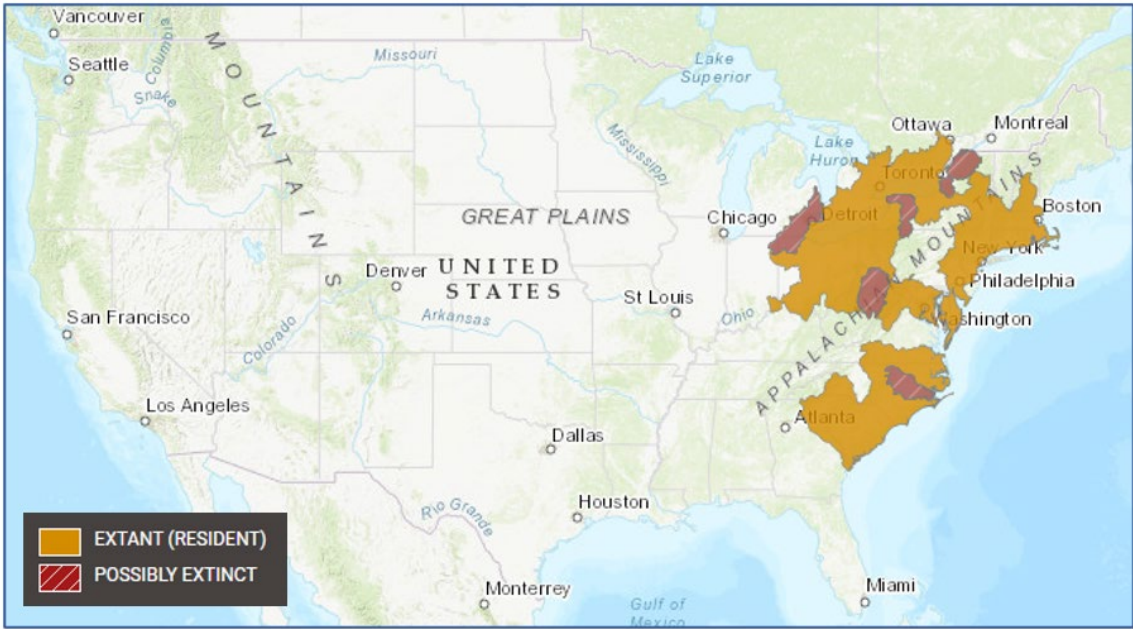 Vancouver
Seattle
Columbia
Snake
MOUNTAINS
Missouri
Lake
Superior
Mississippi
Ottawa
Montreal
Lake
Huron
Toronto
GREAT PLAINS
Chicago
Detroit
Boston
New York
APPALACHIAN MOUNTAINS
Denver
UNITED
STATES
St Louis
Ohio
Philadelphia
Washington
San Francisco
Colorado
Arkansas
Los Angeles
Atlanta
Dallas
Rio Grande
Houston
Monterrey
Gulf of
Mexico
Miami
EXTANT (RESIDENT)
POSSIBLY EXTINCT